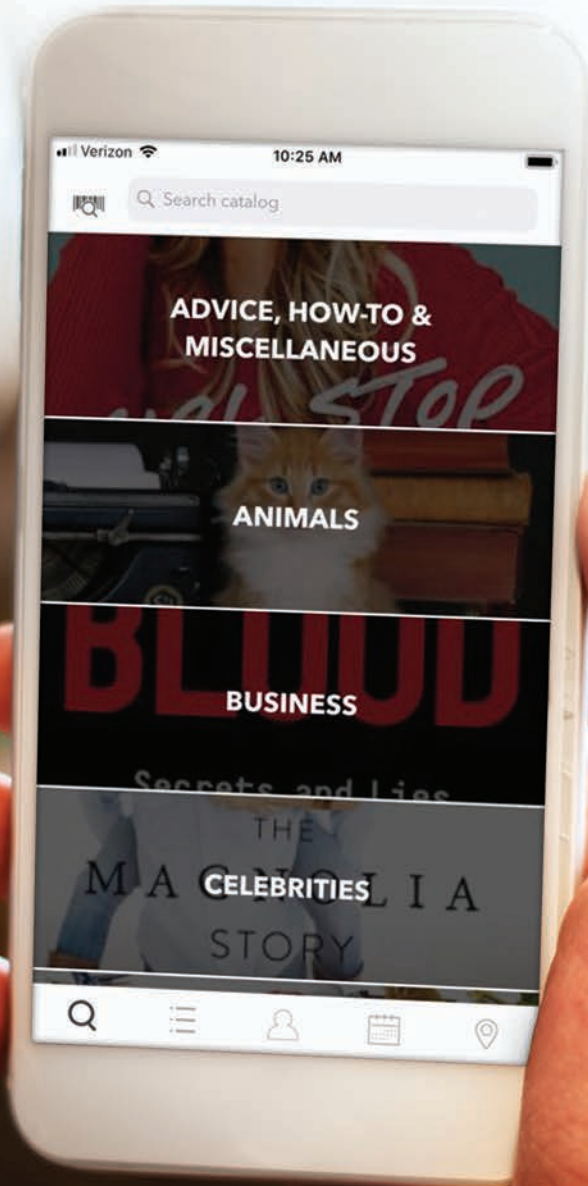 Verizon
10:25 AM
Search catalog
ADVICE, HOW-TO &
MISCELLANEOUS
STOP
ANIMALS
BLOOD
BUSINESS
Secrets and Lies
THE
MAGNOLIA
CELEBRITIES
STORY